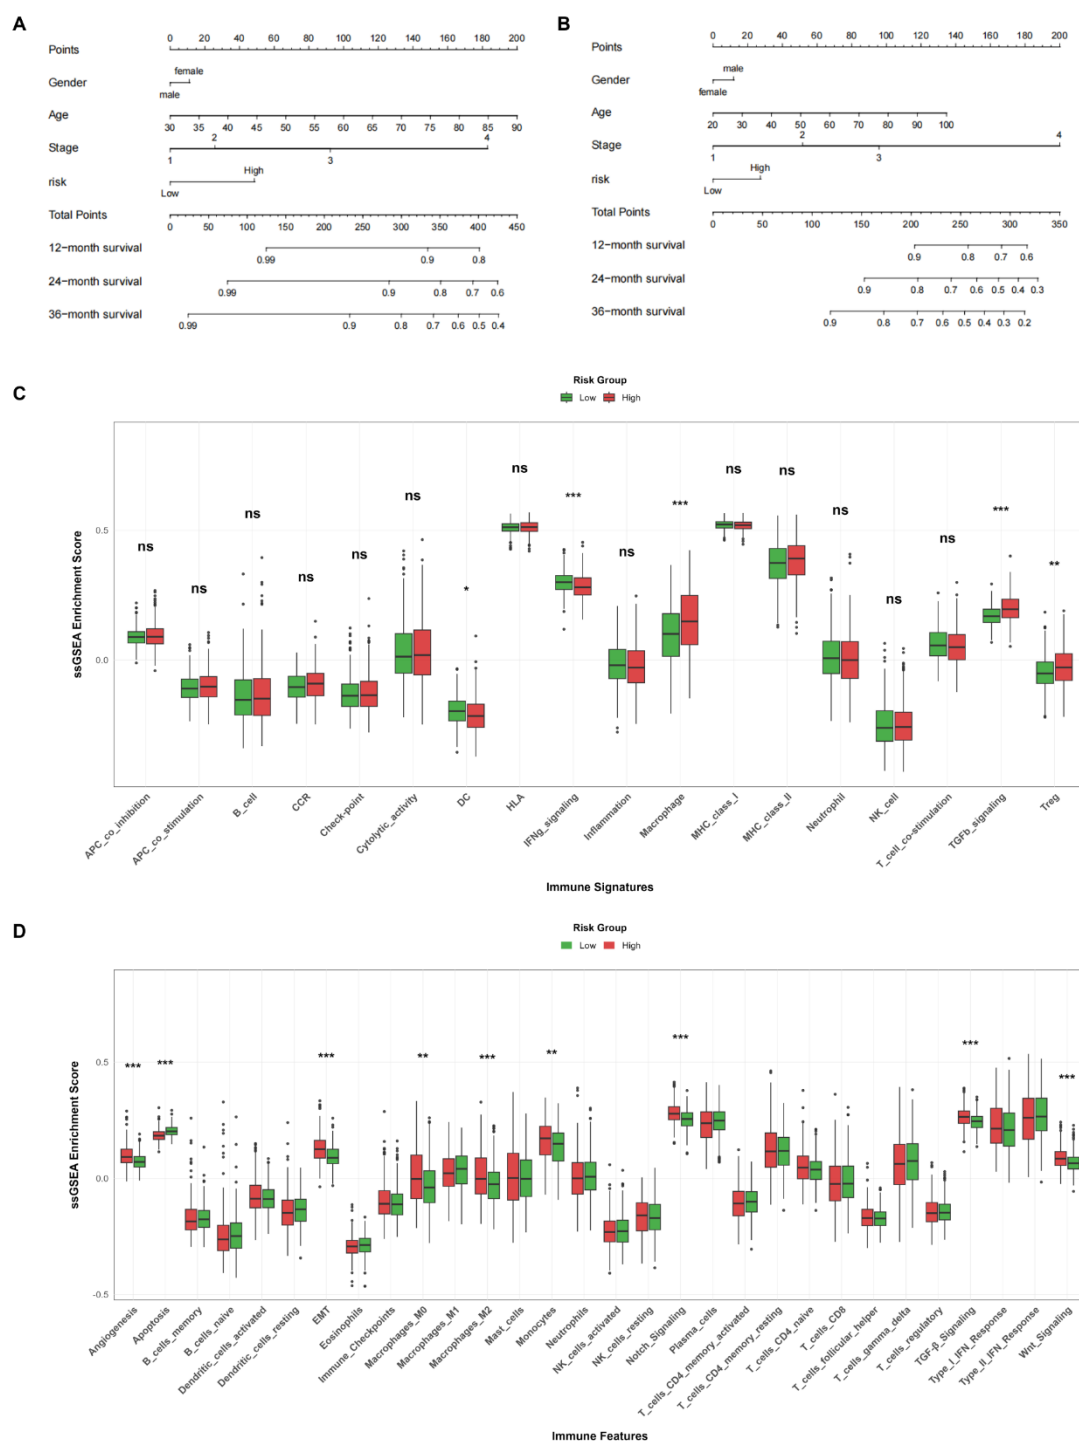 A
Points
0 20 40 60 80 100 120 140 160 180 200
Gender
female
male
Age
30 35 40 45 50 55 60 65 70 75 80 85 90
Stage
2 4
1 3
risk
High
Low
Total Points
0 50 100 150 200 250 300 350 400 450
12−month survival
0.99 0.9 0.8
24−month survival
0.99 0.9 0.8 0.7 0.6
36−month survival
0.99 0.9 0.8 0.7 0.6 0.5 0.4
B
Points
0 20 40 60 80 100 120 140 160 180 200
Gender
male
female
Age
20 30 40 50 60 70 80 90 100
Stage
2 4
1 3
risk
High
Low
Total Points
0 50 100 150 200 250 300 350
12−month survival
0.9 0.8 0.7 0.6
24−month survival
0.9 0.8 0.7 0.6 0.5 0.4 0.3
36−month survival
0.9 0.8 0.7 0.6 0.5 0.4 0.3 0.2
C
Risk Group
Low High
ssGSEA Enrichment Score
0.5
0.0
ns ns ns ns ns ns * ns *** ns *** ns ns ns ns ns *** **
APC_co_inhibition
APC_co_stimulation
B_cell
CCR
Check-point
Cytolytic_activity
DC
HLA
IFNg_signaling
Inflammation
Macrophage
MHC_class_I
MHC_class_II
Neutrophil
NK_cell
T_cell_co-stimulation
TGFb_signaling
Treg
Immune Signatures
D
Risk Group
Low High
ssGSEA Enrichment Score
0.5
0.0
-0.5
*** *** *** ** *** ** *** *** ***
Angiogenesis
Apoptosis
B_cells_memory
B_cells_naive
Dendritic_cells_activated
Dendritic_cells_resting
EMT
Eosinophils
Immune_Checkpoints
Macrophages_M0
Macrophages_M1
Macrophages_M2
Mast_cells
Monocytes
Neutrophils
NK_cells_activated
NK_cells_resting
Notch_Signaling
Plasma_cells
T_cells_CD4_memory_activated
T_cells_CD4_memory_resting
T_cells_CD4_naive
T_cells_CD8
T_cells_follicular_helper
T_cells_gamma_delta
T_cells_regulatory
TGF-β_Signaling
Type_I_IFN_Response
Type_II_IFN_Response
Wnt_Signaling
Immune Features